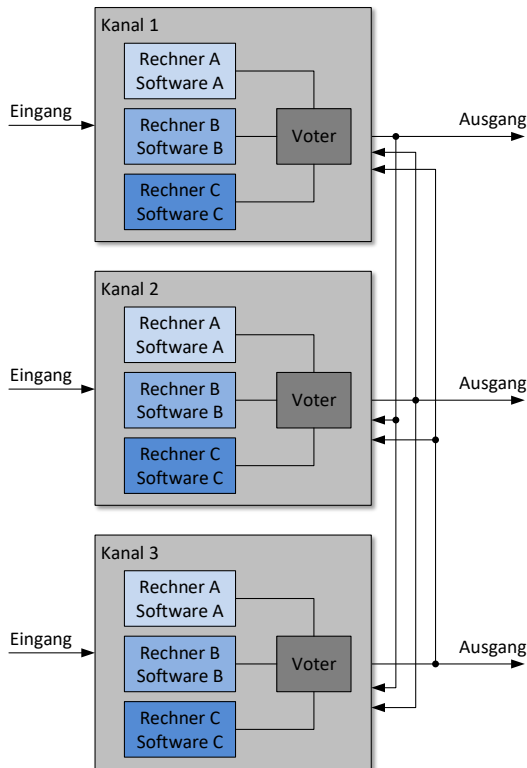 Kanal 1
Rechner A
Software A
Eingang
Rechner B
Software B
Voter
Ausgang
Rechner C
Software C
Kanal 2
Rechner A
Software A
Eingang
Rechner B
Software B
Voter
Ausgang
Rechner C
Software C
Kanal 3
Rechner A
Software A
Eingang
Rechner B
Software B
Voter
Ausgang
Rechner C
Software C